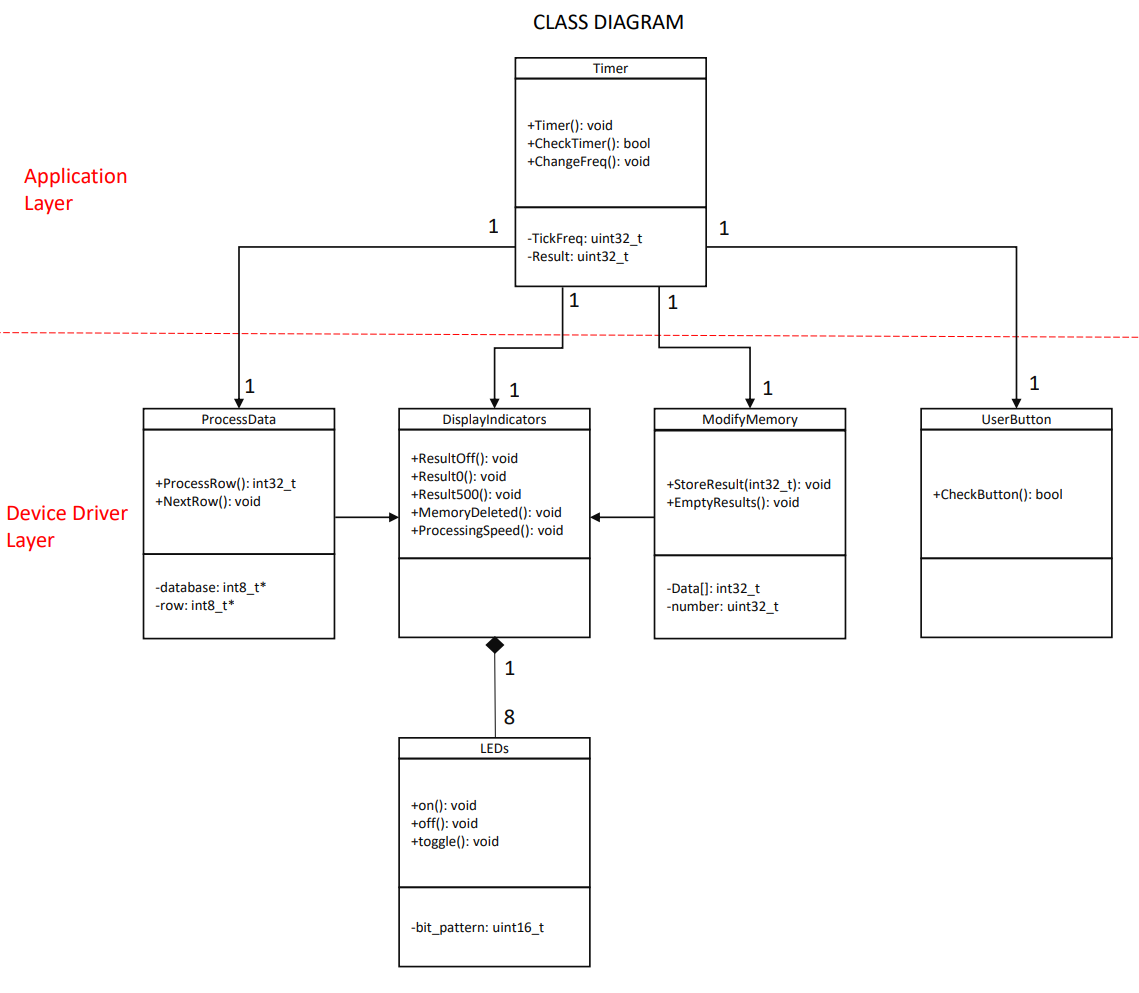 CLASS DIAGRAM
Timer
+Timer(): void
+CheckTimer(): bool
+ChangeFreq(): void
-TickFreq: uint32_t
-Result: uint32_t
Application
Layer
1
1
1
1
1
1
1
1
Device Driver
Layer
ProcessData
+ProcessRow(): int32_t
+NextRow(): void
-database: int8_t*
-row: int8_t*
DisplayIndicators
+ResultOff(): void
+Result0(): void
+Result500(): void
+MemoryDeleted(): void
+ProcessingSpeed(): void
ModifyMemory
+StoreResult(int32_t): void
+EmptyResults(): void
-Data[]: int32_t
-number: uint32_t
UserButton
+CheckButton(): bool
1
8
LEDs
+on(): void
+off(): void
+toggle(): void
-bit_pattern: uint16_t